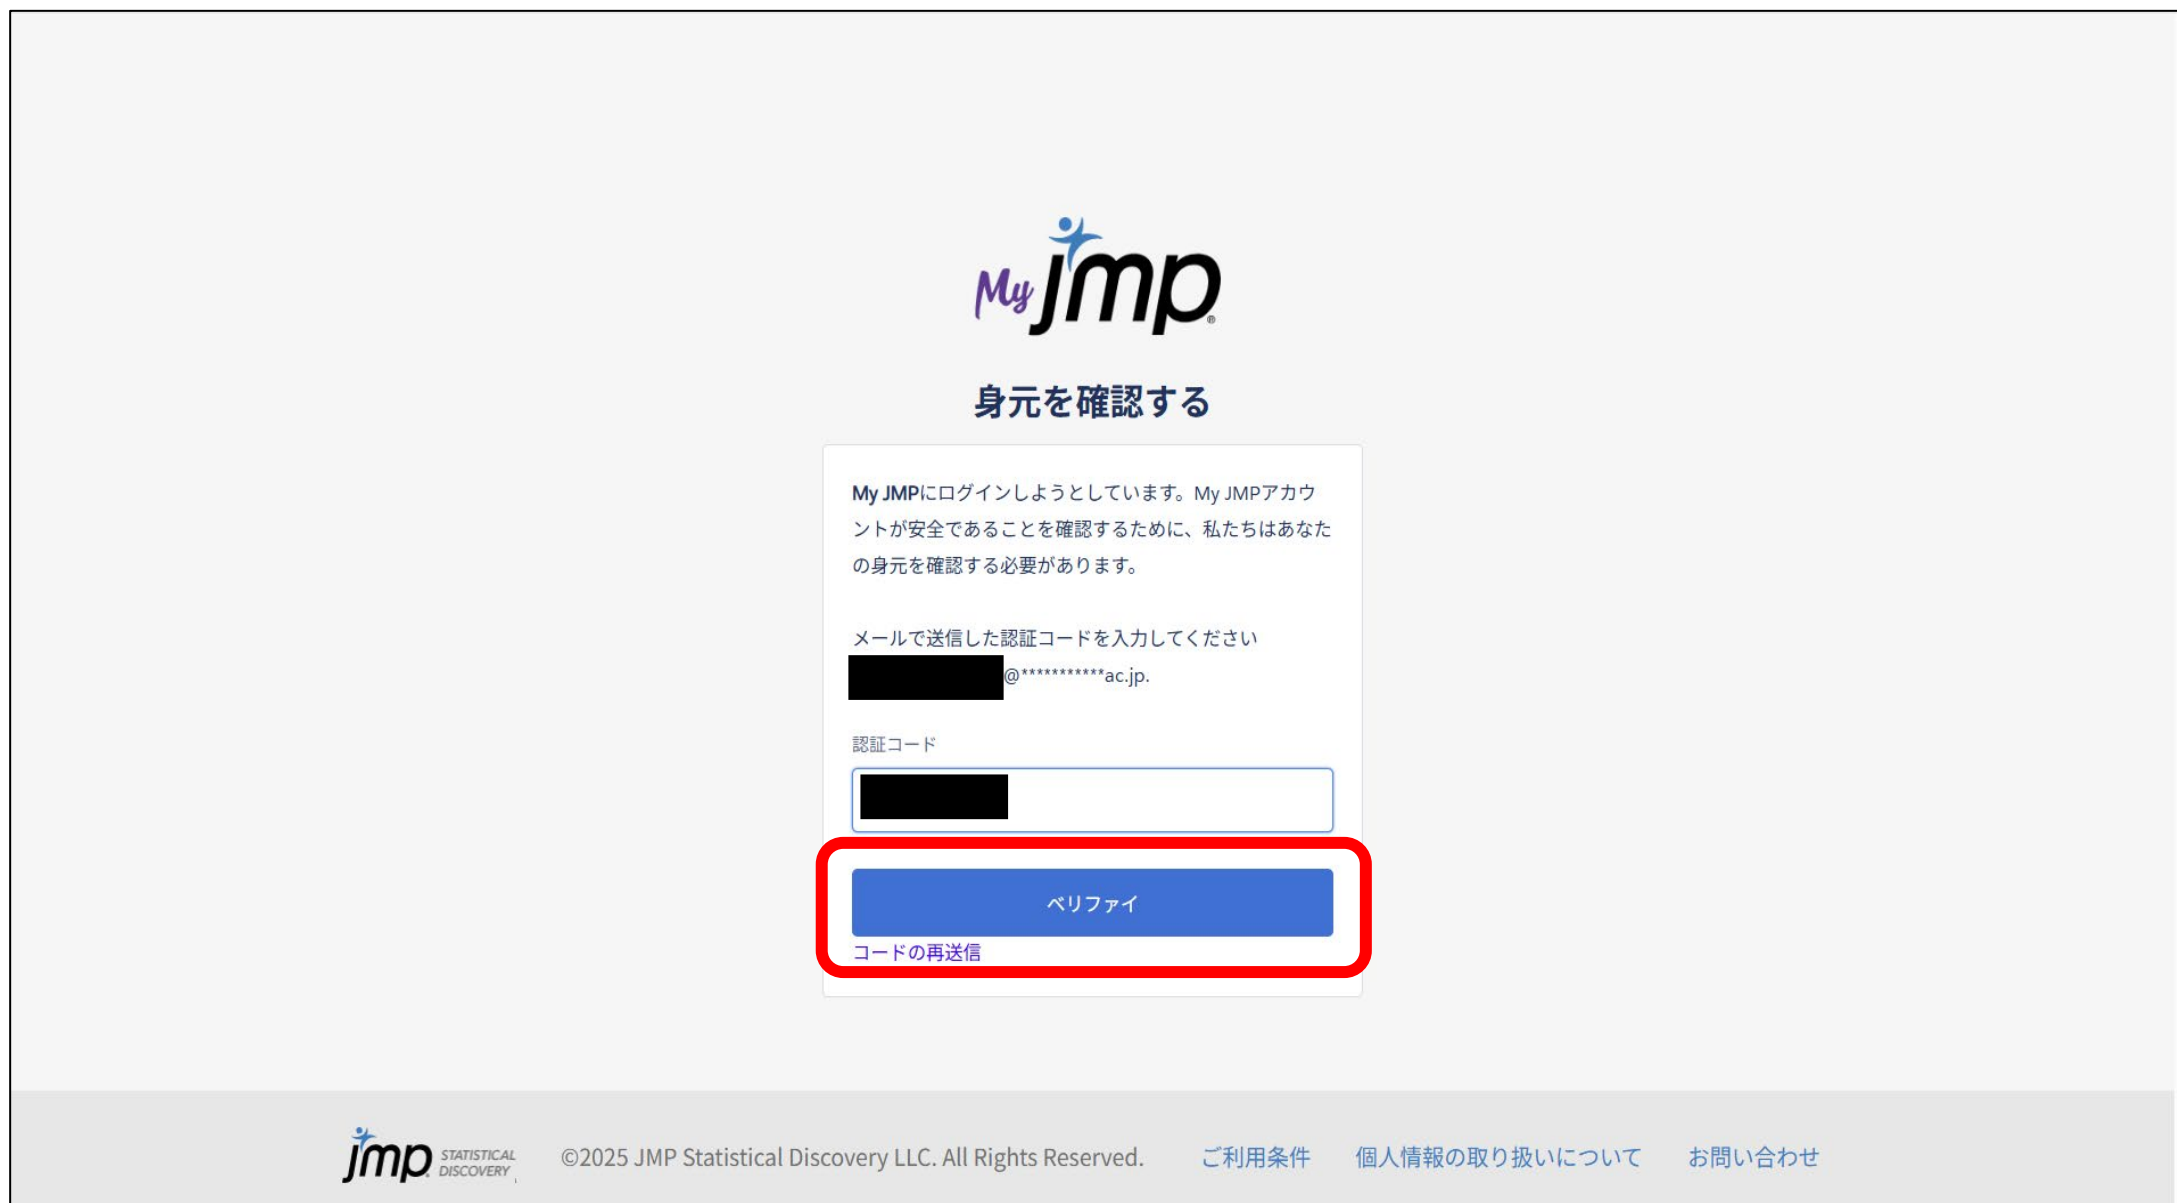 My jmp
身元を確認する
My JMPにログインしようとしています。My JMPアカウ
ントが安全であることを確認するために、私たちはあなた
の身元を確認する必要があります。
メールで送信した認証コードを入力してください
@***********ac.jp.
認証コード
ベリファイ
コードの再送信
jmp STATISTICAL DISCOVERY
©2025 JMP Statistical Discovery LLC. All Rights Reserved. ご利用条件 個人情報の取り扱いについて お問い合わせ